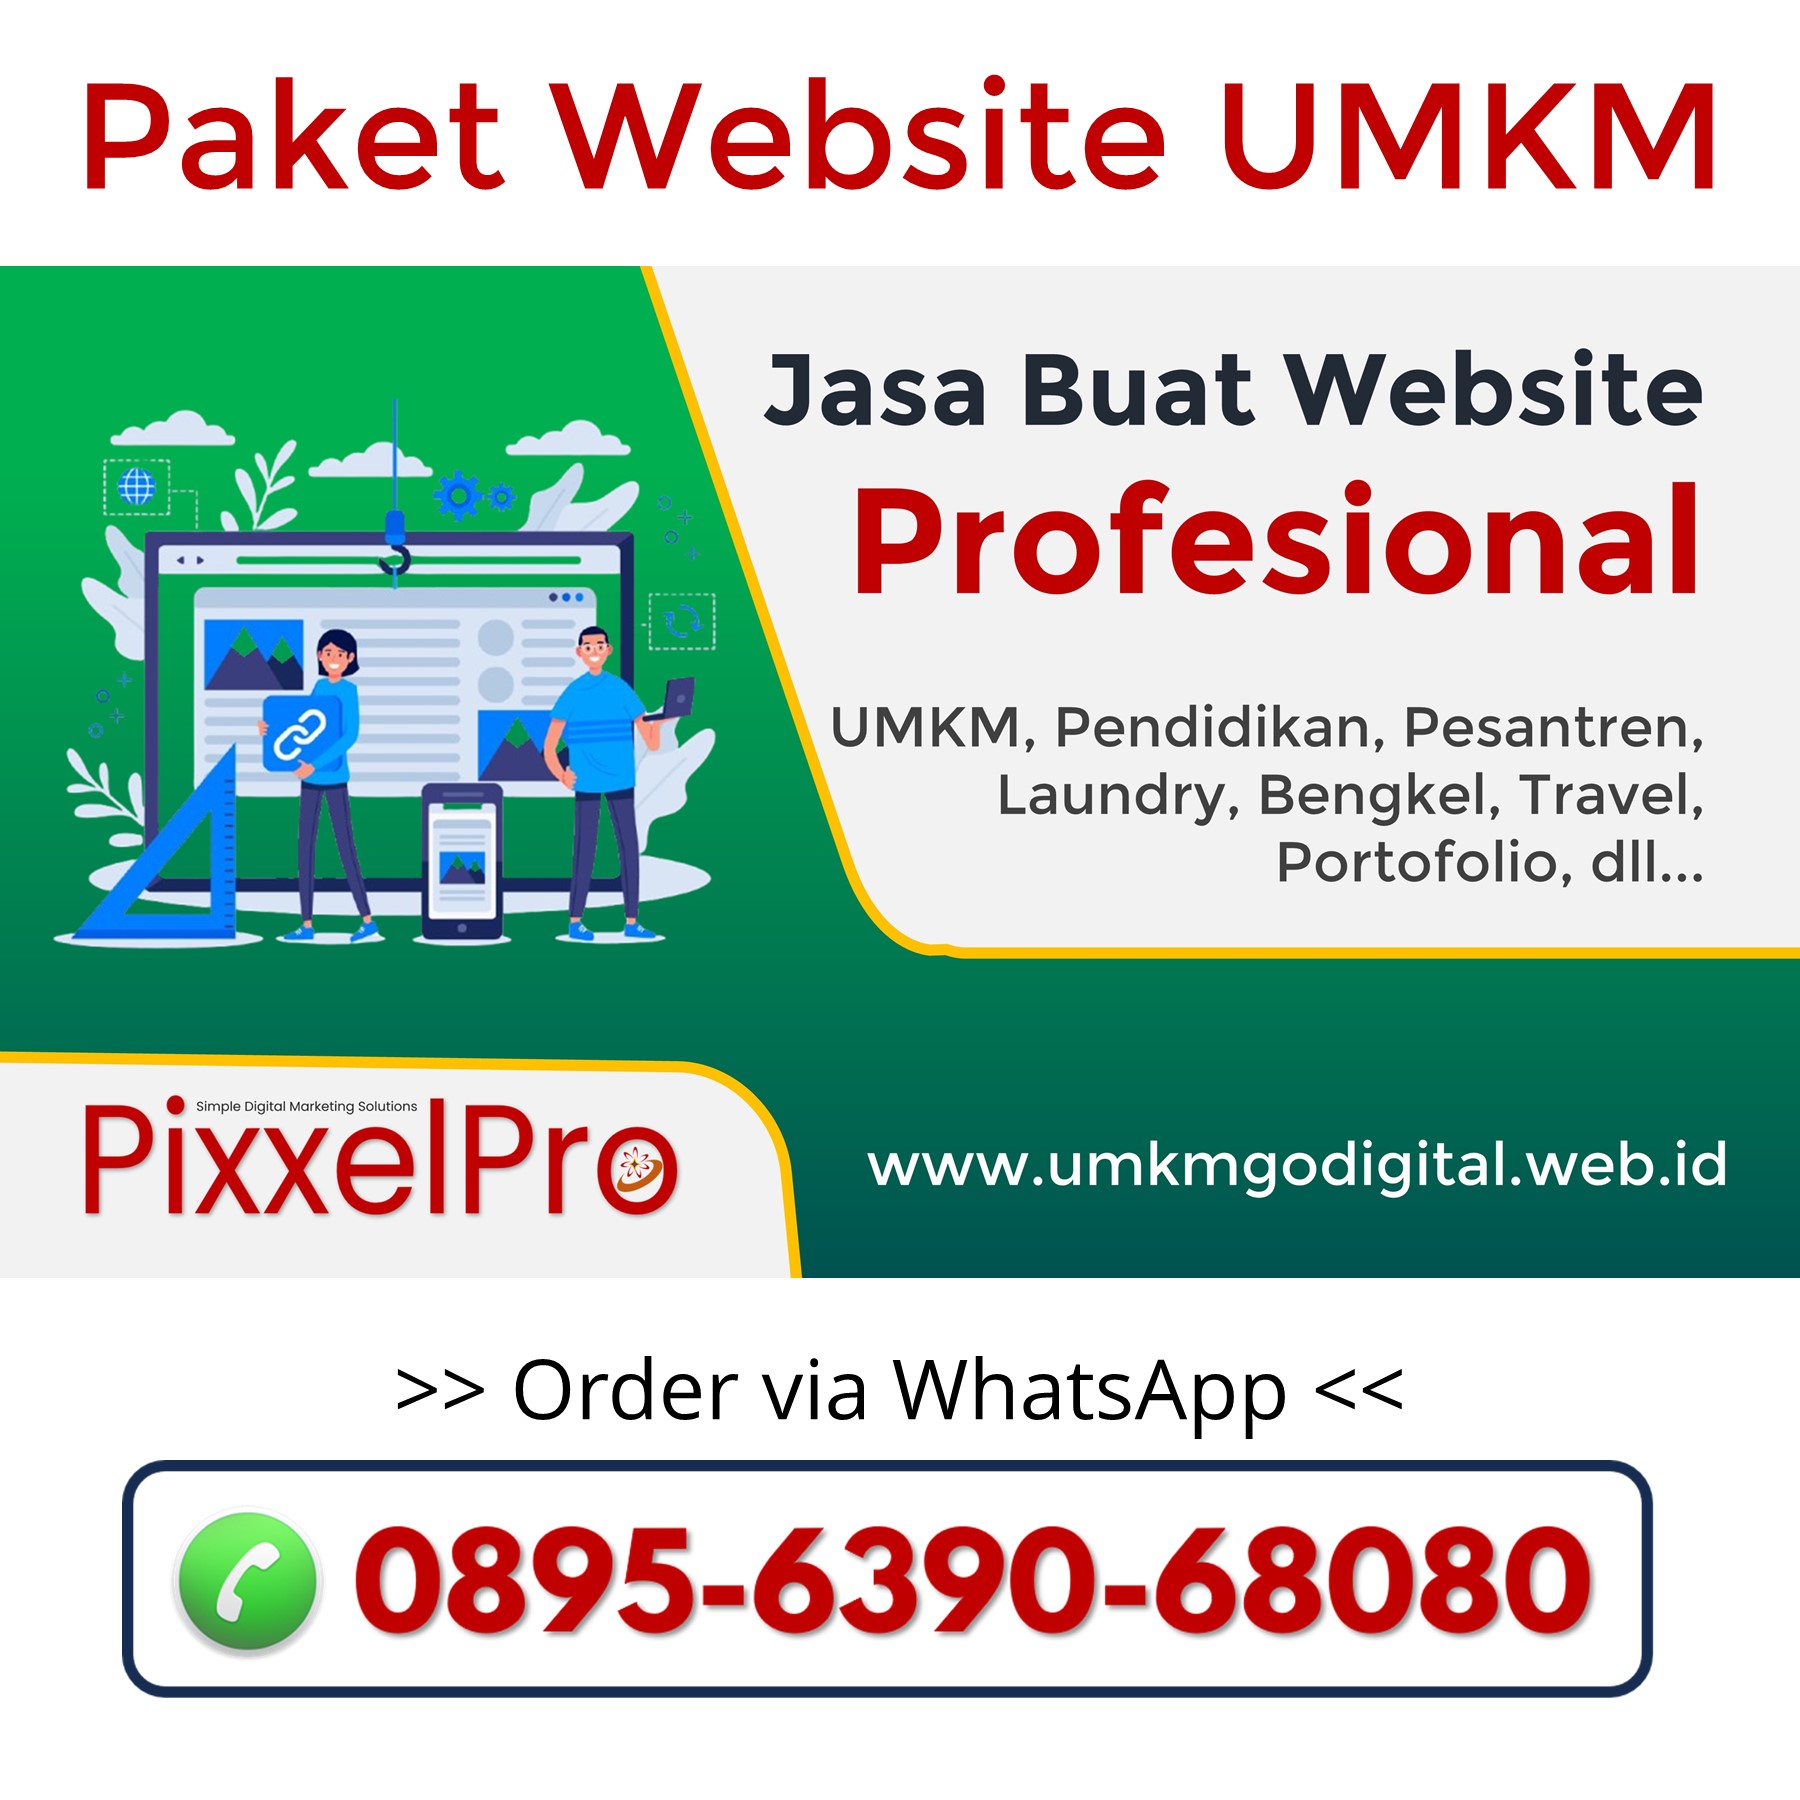 Paket Website UMKM
Jasa Buat Website
Profesional
UMKM, Pendidikan, Pesantren,
Laundry, Bengkel, Travel,
Portofolio, dll...
Simple Digital Marketing Solutions
PixxelPro
www.umkmgodigital.web.id
>> Order via WhatsApp <<
0895-6390-68080